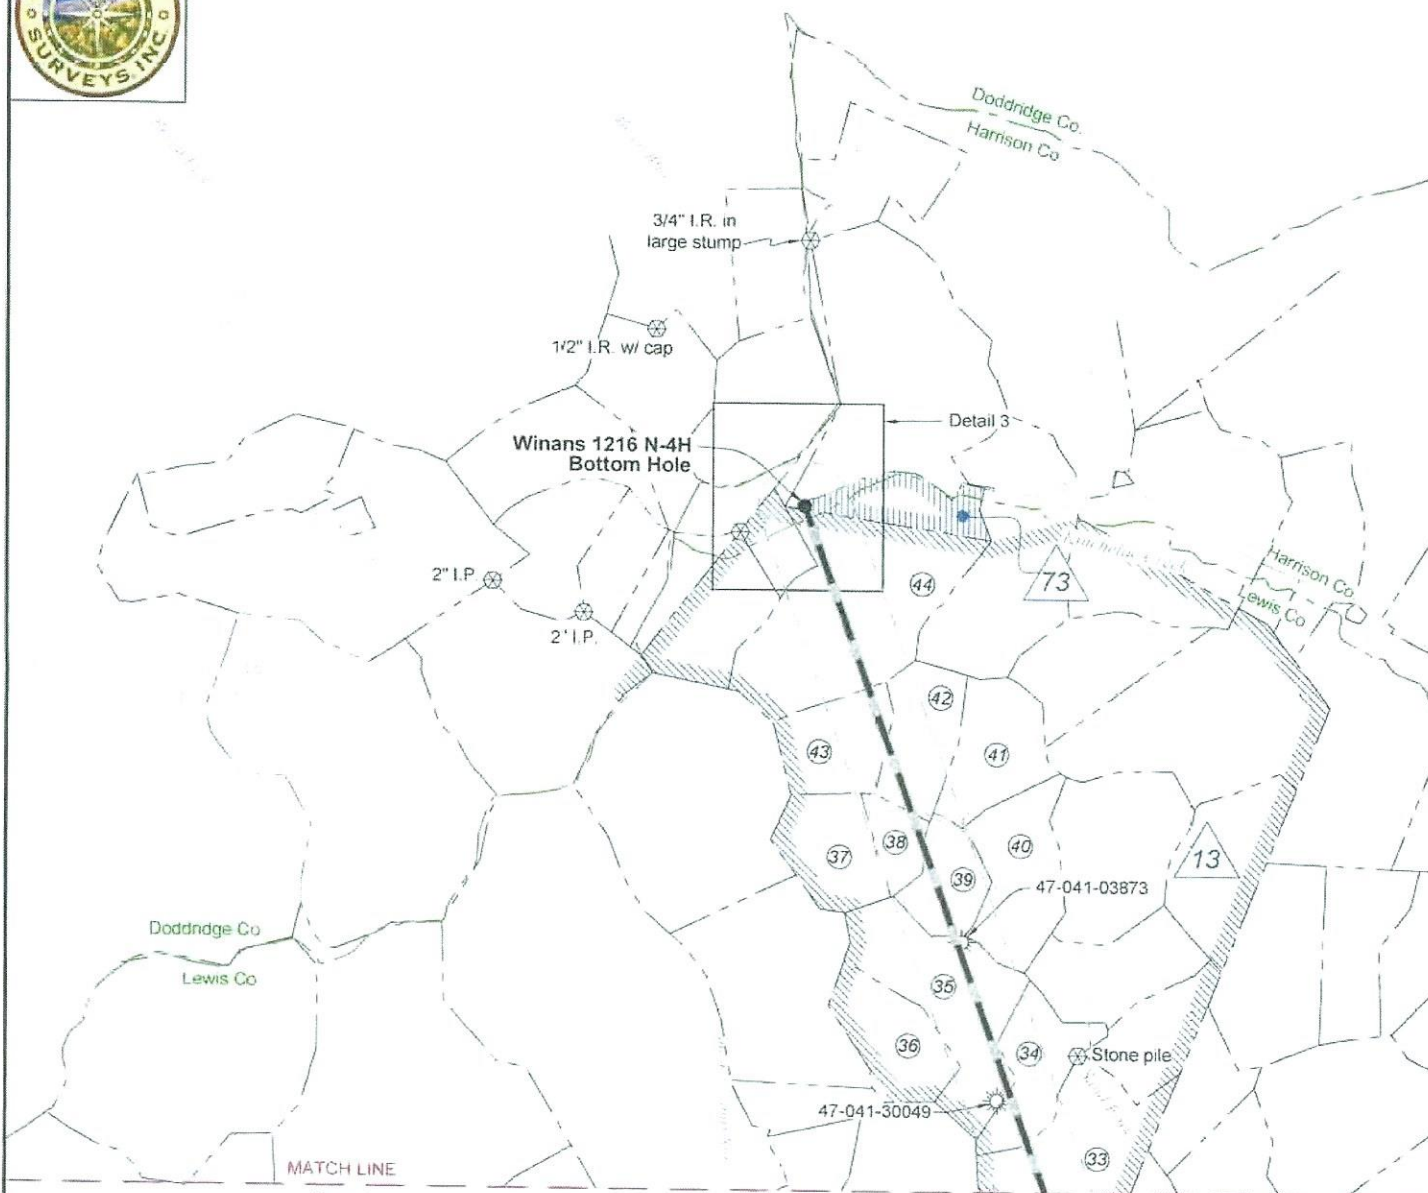 SURVEYS, INC.
Doddridge Co.
Harrison Co
3/4" I.R. in
large stump
1/2" I.R. w/ cap
Detail 3
Winans 1216 N-4H
Bottom Hole
2" I.P.
2" I.P.
44
73
Harrison Co
Lewis Co
42
43
41
38
37
40
39
13
47-041-03873
Doddridge Co
Lewis Co
35
36
34
Stone pile
47-041-30049
33
MATCH LINE